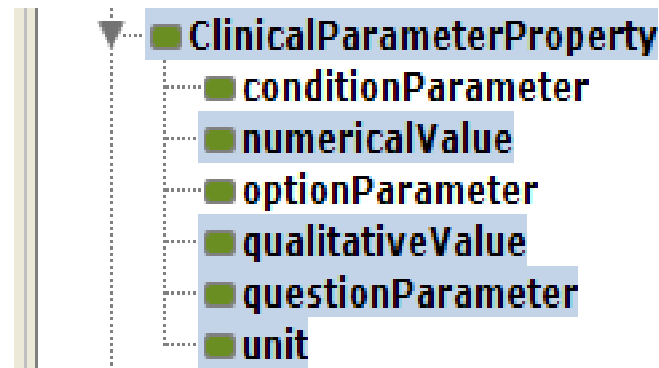 ClinicalParameterProperty
conditionParameter
numericalValue
optionParameter
qualitativeValue
questionParameter
unit